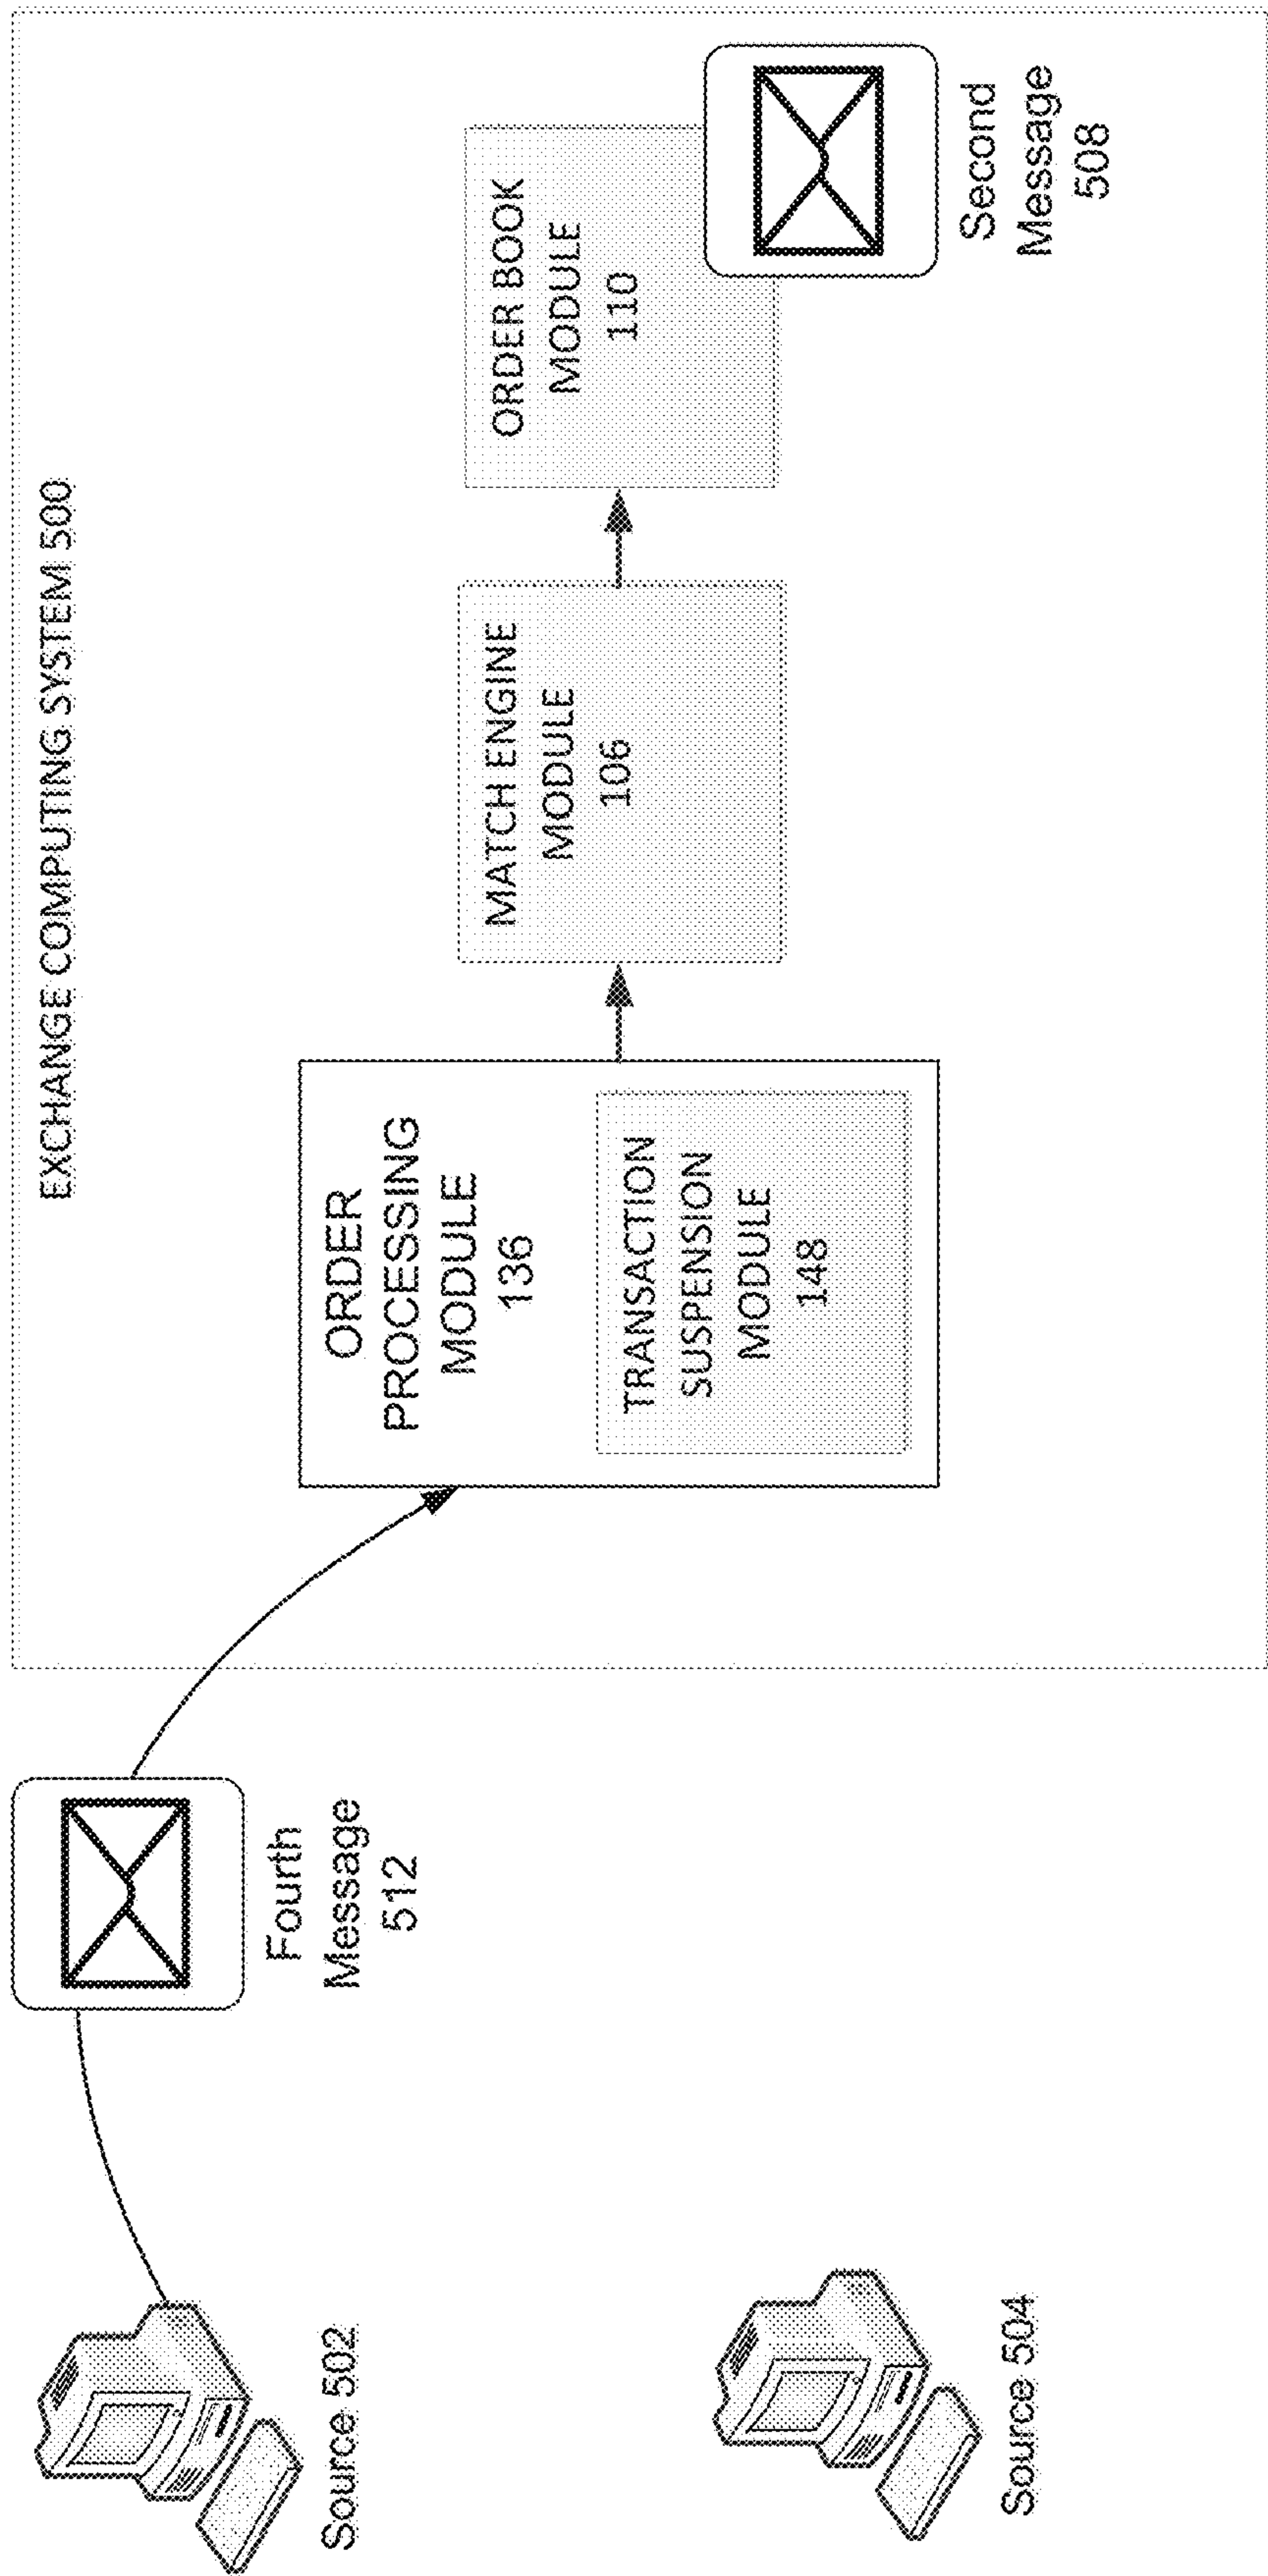 EXCHANGE COMPUTING SYSTEM 500
Fourth
Message
512
Source 502
Source 504
ORDER
PROCESSING
MODULE
136
TRANSACTION
SUSPENSION
MODULE
148
MATCH ENGINE
MODULE
106
ORDER BOOK
MODULE
110
Second
Message
508